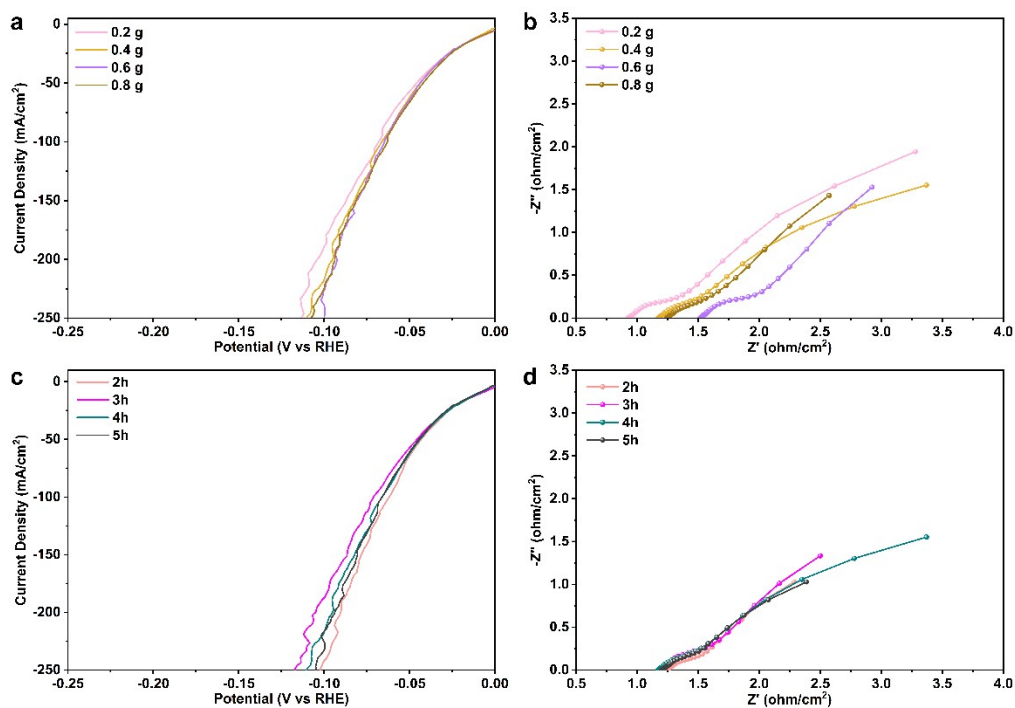 a
0
-50
-100
-150
-200
-250
Current Density (mA/cm²)
0.2 g
0.4 g
0.6 g
0.8 g
-0.25
-0.20
-0.15
-0.10
-0.05
0.00
Potential (V vs RHE)
b
3.5
3.0
2.5
2.0
1.5
1.0
0.5
0.0
-Z'' (ohm/cm²)
0.2 g
0.4 g
0.6 g
0.8 g
0.5
1.0
1.5
2.0
2.5
3.0
3.5
4.0
Z' (ohm/cm²)
c
0
-50
-100
-150
-200
-250
Current Density (mA/cm²)
2h
3h
4h
5h
-0.25
-0.20
-0.15
-0.10
-0.05
0.00
Potential (V vs RHE)
d
3.5
3.0
2.5
2.0
1.5
1.0
0.5
0.0
-Z'' (ohm/cm²)
2h
3h
4h
5h
0.5
1.0
1.5
2.0
2.5
3.0
3.5
4.0
Z' (ohm/cm²)